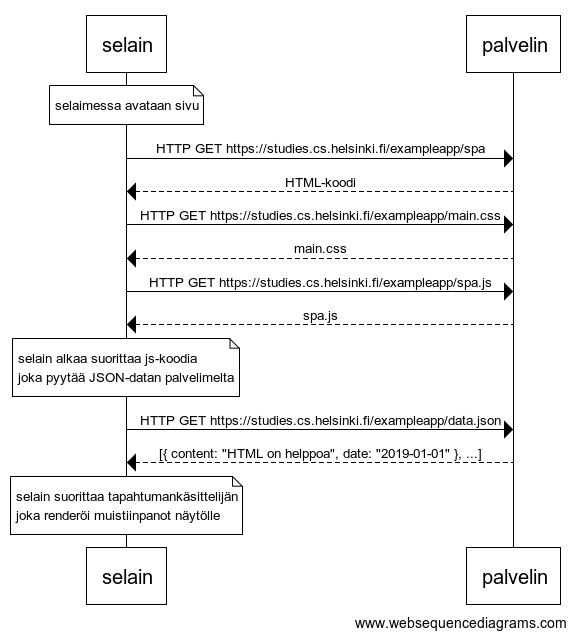 selain
palvelin
selaimessa avataan sivu
HTTP GET https://studies.cs.helsinki.fi/exampleapp/spa
HTML-koodi
HTTP GET https://studies.cs.helsinki.fi/exampleapp/main.css
main.css
HTTP GET https://studies.cs.helsinki.fi/exampleapp/spa.js
spa.js
selain alkaa suorittaa js-koodia
joka pyytää JSON-datan palvelimelta
HTTP GET https://studies.cs.helsinki.fi/exampleapp/data.json
[{ content: "HTML on helppoa", date: "2019-01-01" }, ...]
selain suorittaa tapahtumankäsittelijän
joka renderöi muistiinpanot näytölle
selain
palvelin
www.websequencediagrams.com